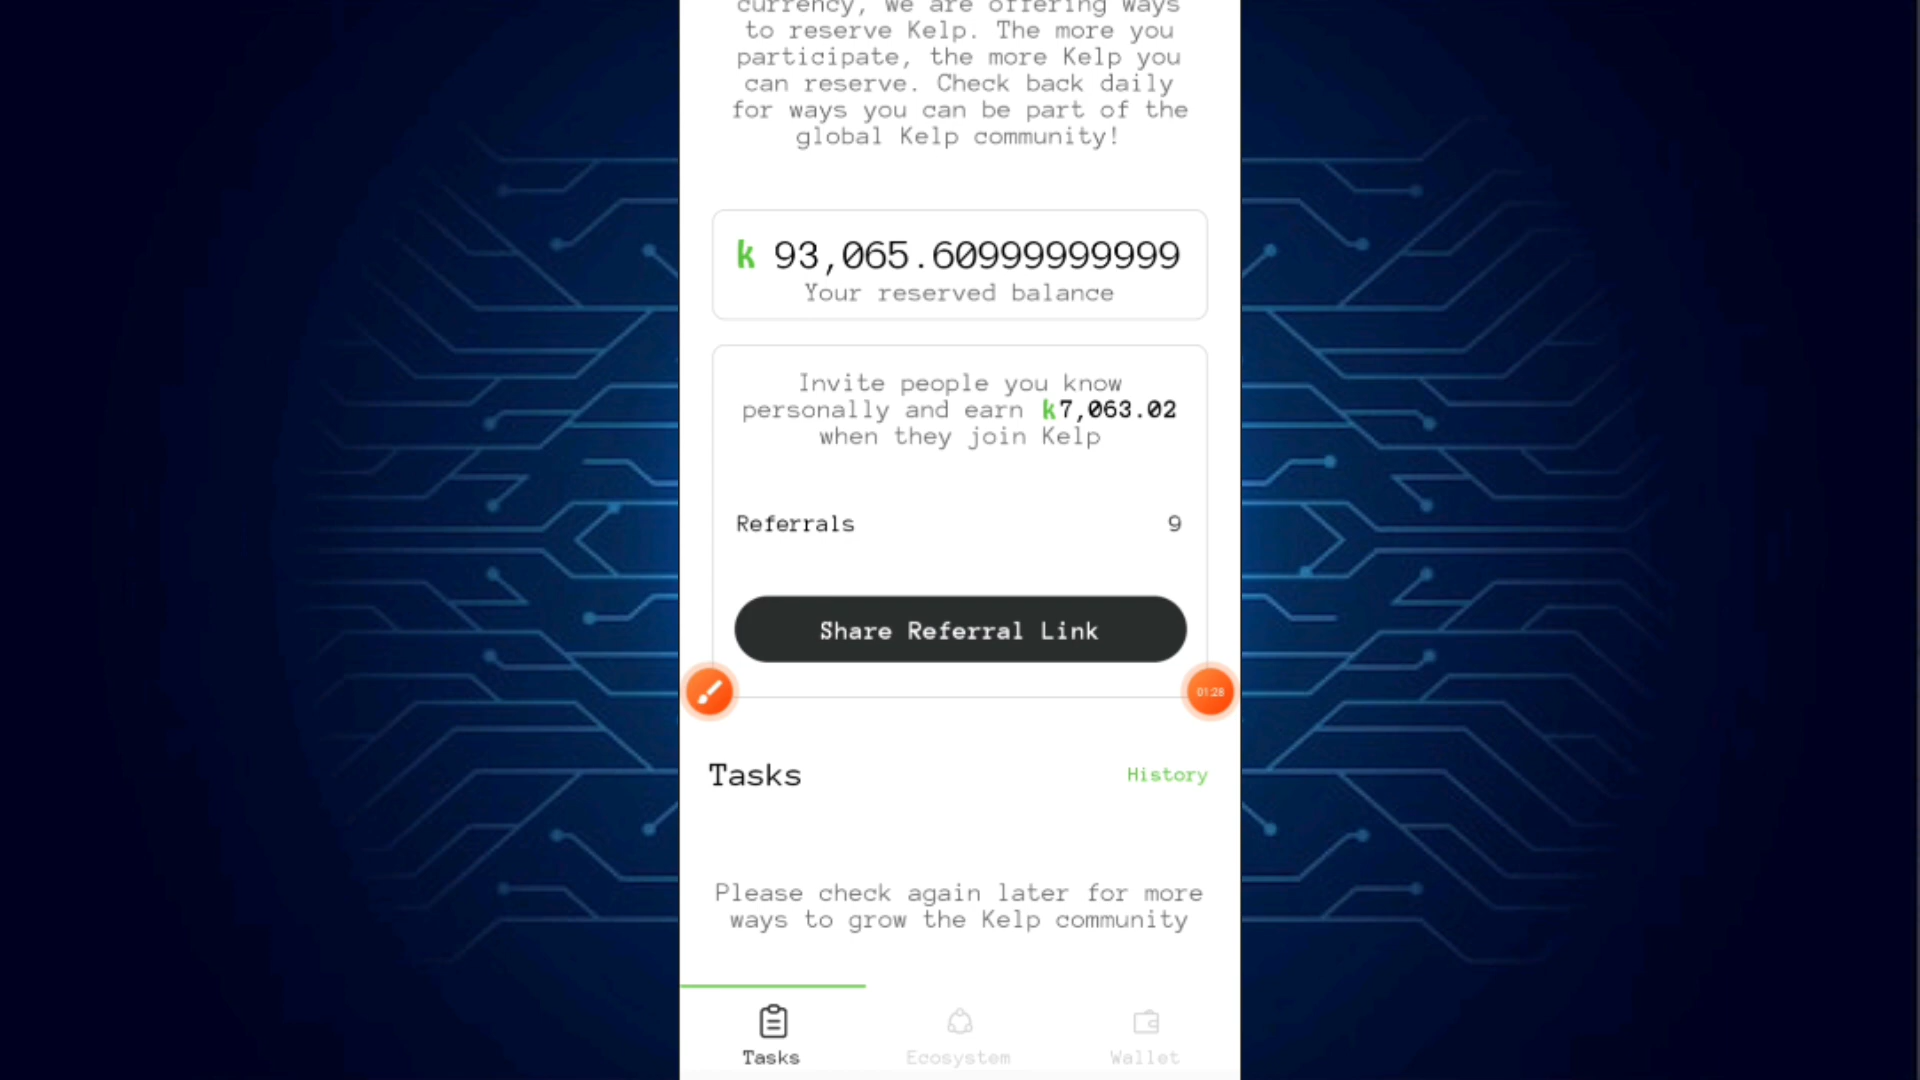 currency, we are offering ways
to reserve Kelp. The more you
participate, the more Kelp you
can reserve. Check back daily
for ways you can be part of the
global Kelp community!
k 93,065.60999999999
Your reserved balance
Invite people you know
personally and earn k7,063.02
when they join Kelp
Referrals 9
Share Referral Link
01:28
Tasks History
Please check again later for more
ways to grow the Kelp community
Tasks Ecosystem Wallet